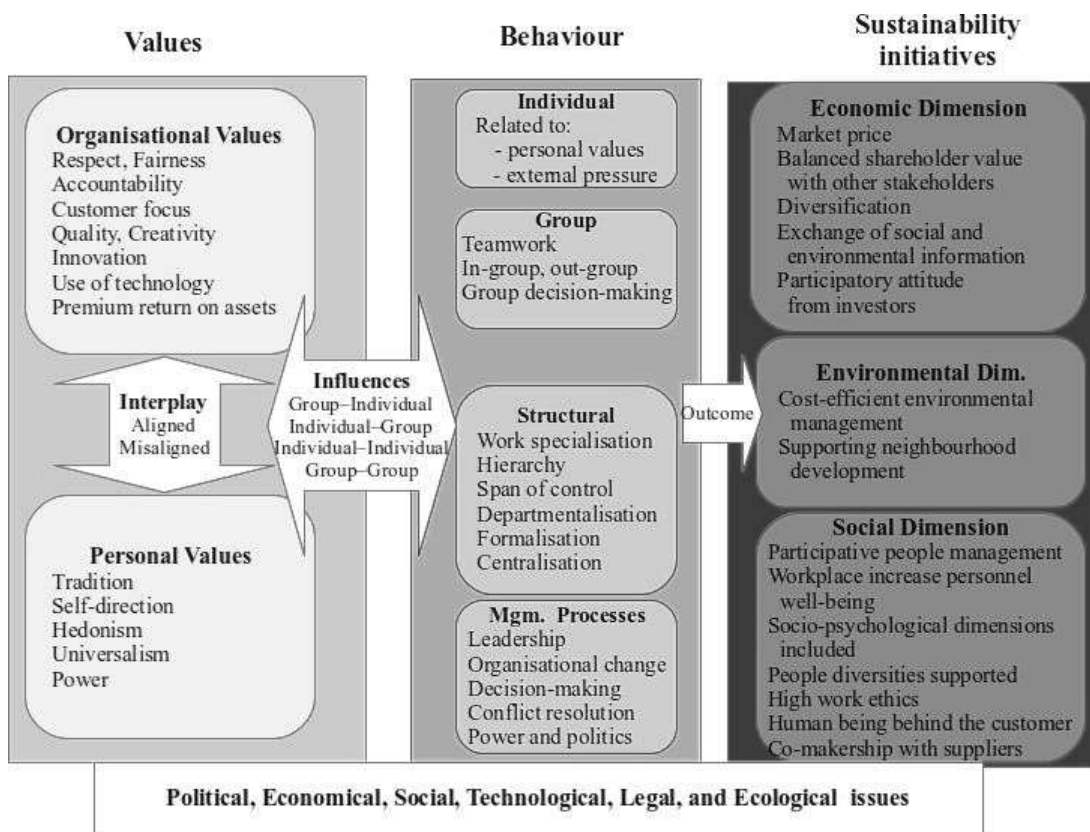 Values
Organisational Values
Respect, Fairness
Accountability
Customer focus
Quality, Creativity
Innovation
Use of technology
Premium return on assets
Interplay
Aligned
Misaligned
Personal Values
Tradition
Self-direction
Hedonism
Universalism
Power
Influences
Group–Individual
Individual–Group
Individual–Individual
Group–Group
Behaviour
Individual
Related to:
- personal values
- external pressure
Group
Teamwork
In-group, out-group
Group decision-making
Structural
Work specialisation
Hierarchy
Span of control
Departmentalisation
Formalisation
Centralisation
Mgm. Processes
Leadership
Organisational change
Decision-making
Conflict resolution
Power and politics
Outcome
Sustainability
initiatives
Economic Dimension
Market price
Balanced shareholder value
with other stakeholders
Diversification
Exchange of social and
environmental information
Participatory attitude
from investors
Environmental Dim.
Cost-efficient environmental
management
Supporting neighbourhood
development
Social Dimension
Participative people management
Workplace increase personnel
well-being
Socio-psychological dimensions
included
People diversities supported
High work ethics
Human being behind the customer
Co-makership with suppliers
Political, Economical, Social, Technological, Legal, and Ecological issues